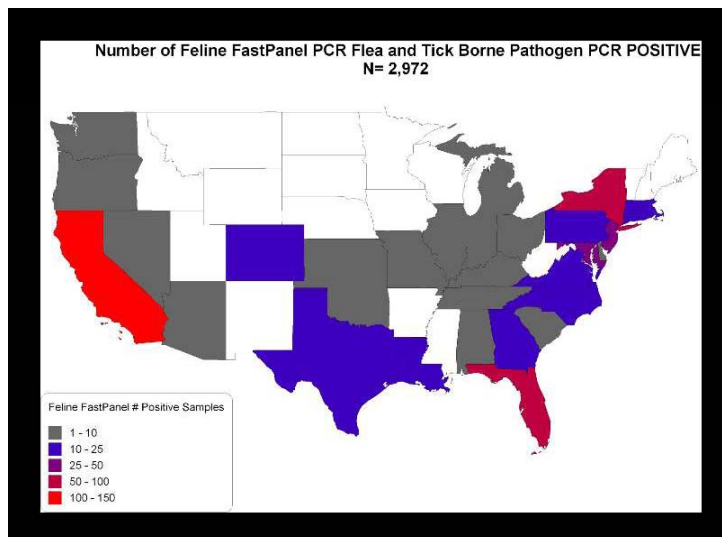 Number of Feline FastPanel PCR Flea and Tick Borne Pathogen PCR POSITIVE
N= 2,972
Feline FastPanel # Positive Samples
1 - 10
10 - 25
25 - 50
50 - 100
100 - 150